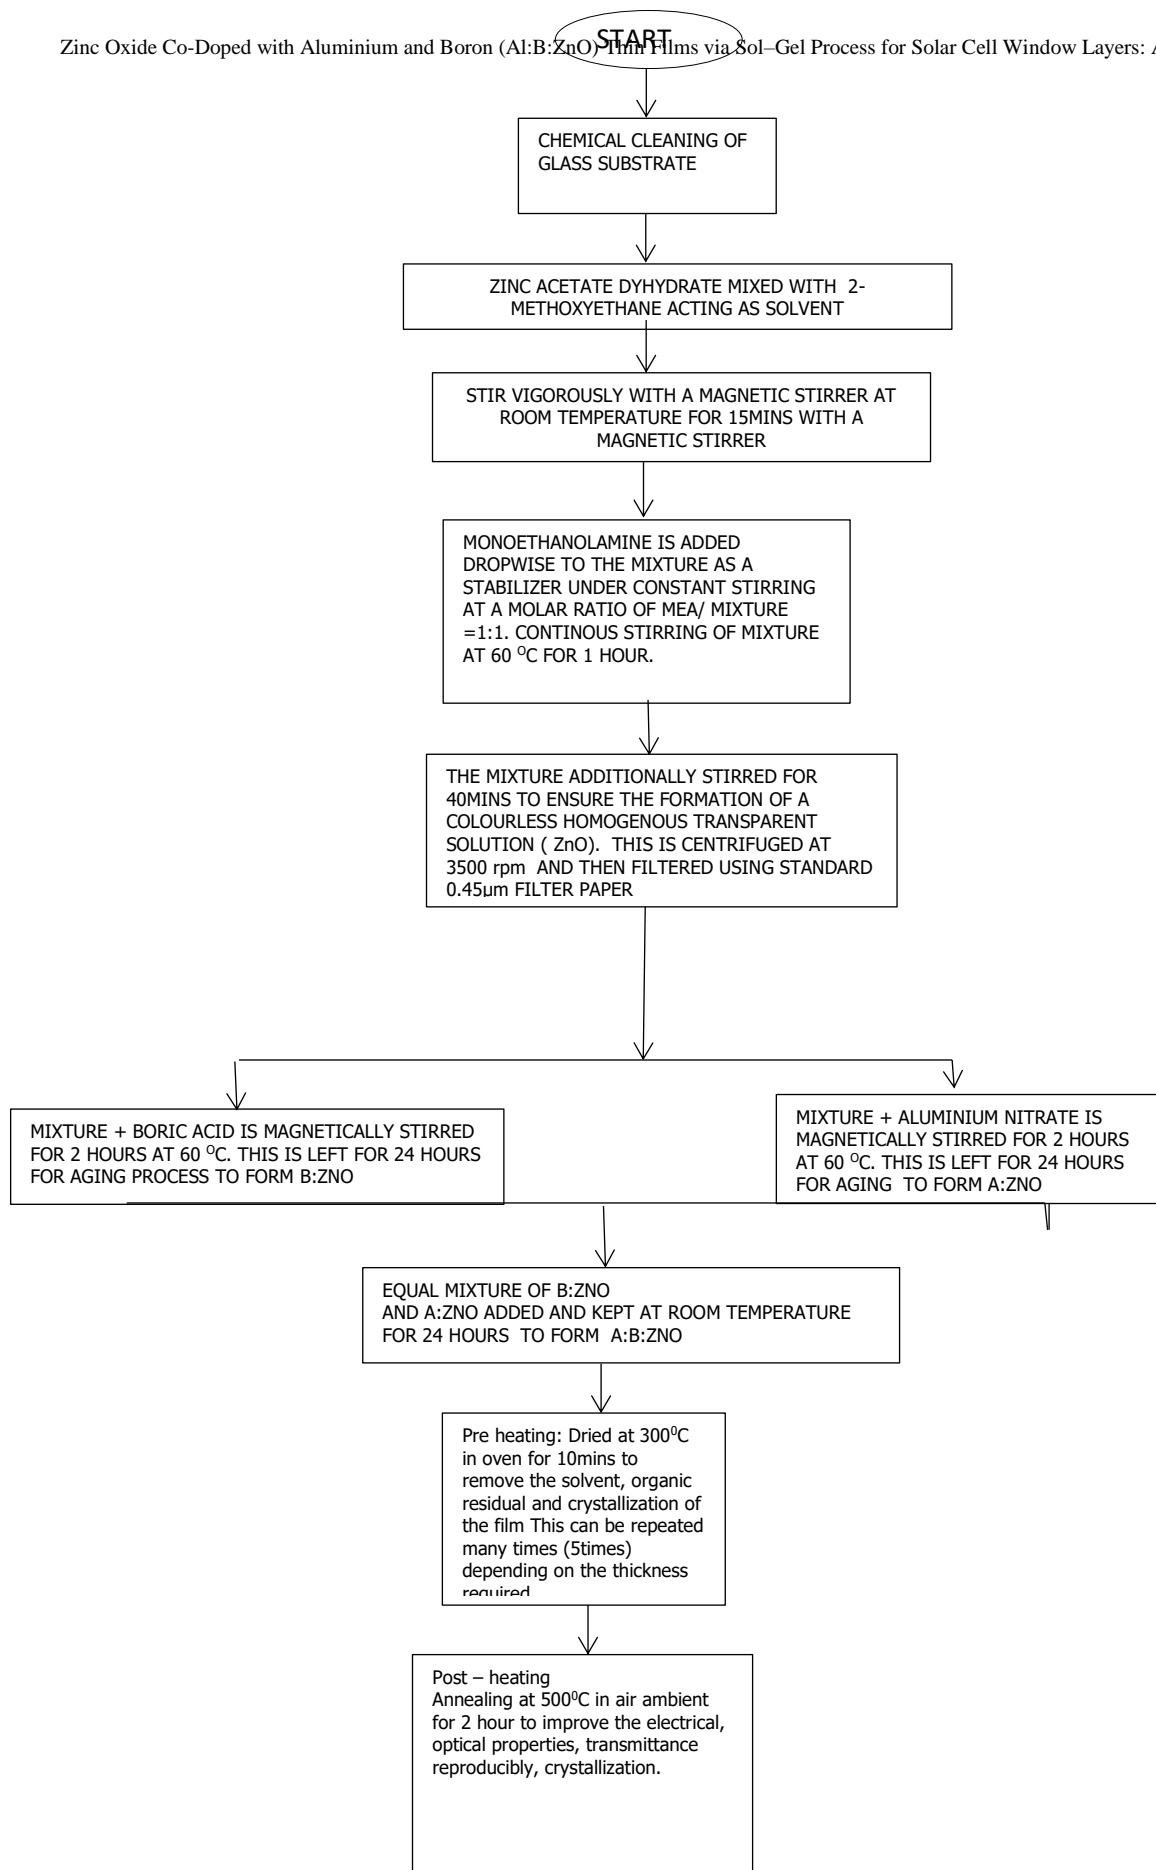 START
Zinc Oxide Co-Doped with Aluminium and Boron (Al:B:ZnO) Thin Films via Sol–Gel Process for Solar Cell Window Layers: A
CHEMICAL CLEANING OF
GLASS SUBSTRATE
ZINC ACETATE DYHYDRATE MIXED WITH 2-
METHOXYETHANE ACTING AS SOLVENT
STIR VIGOROUSLY WITH A MAGNETIC STIRRER AT
ROOM TEMPERATURE FOR 15MINS WITH A
MAGNETIC STIRRER
MONOETHANOLAMINE IS ADDED
DROPWISE TO THE MIXTURE AS A
STABILIZER UNDER CONSTANT STIRRING
AT A MOLAR RATIO OF MEA/ MIXTURE
=1:1. CONTINOUS STIRRING OF MIXTURE
AT 60 ᴼC FOR 1 HOUR.
THE MIXTURE ADDITIONALLY STIRRED FOR
40MINS TO ENSURE THE FORMATION OF A
COLOURLESS HOMOGENOUS TRANSPARENT
SOLUTION ( ZnO). THIS IS CENTRIFUGED AT
3500 rpm AND THEN FILTERED USING STANDARD
0.45µm FILTER PAPER
MIXTURE + BORIC ACID IS MAGNETICALLY STIRRED
FOR 2 HOURS AT 60 ᴼC. THIS IS LEFT FOR 24 HOURS
FOR AGING PROCESS TO FORM B:ZNO
MIXTURE + ALUMINIUM NITRATE IS
MAGNETICALLY STIRRED FOR 2 HOURS
AT 60 ᴼC. THIS IS LEFT FOR 24 HOURS
FOR AGING TO FORM A:ZNO
EQUAL MIXTURE OF B:ZNO
AND A:ZNO ADDED AND KEPT AT ROOM TEMPERATURE
FOR 24 HOURS TO FORM A:B:ZNO
Pre heating: Dried at 300⁰C
in oven for 10mins to
remove the solvent, organic
residual and crystallization of
the film This can be repeated
many times (5times)
depending on the thickness
required
Post – heating
Annealing at 500⁰C in air ambient
for 2 hour to improve the electrical,
optical properties, transmittance
reproducibly, crystallization.